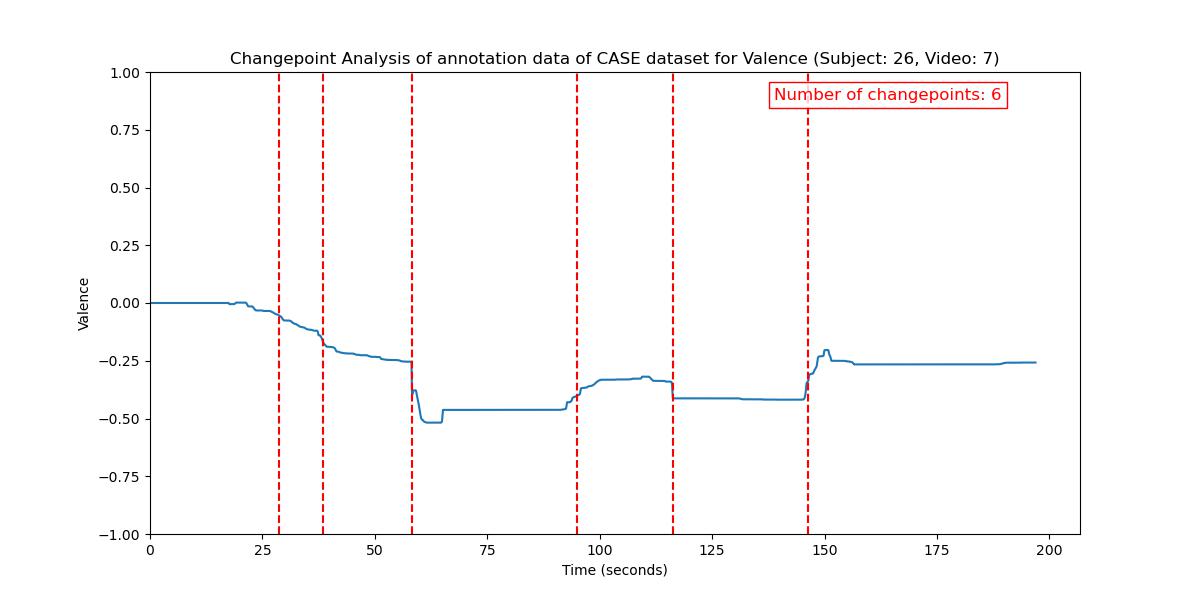 Changepoint Analysis of annotation data of CASE dataset for Valence (Subject: 26, Video: 7)
Number of changepoints: 6
1.00
0.75
0.50
0.25
0.00
−0.25
−0.50
−0.75
−1.00
Valence
0 25 50 75 100 125 150 175 200
Time (seconds)